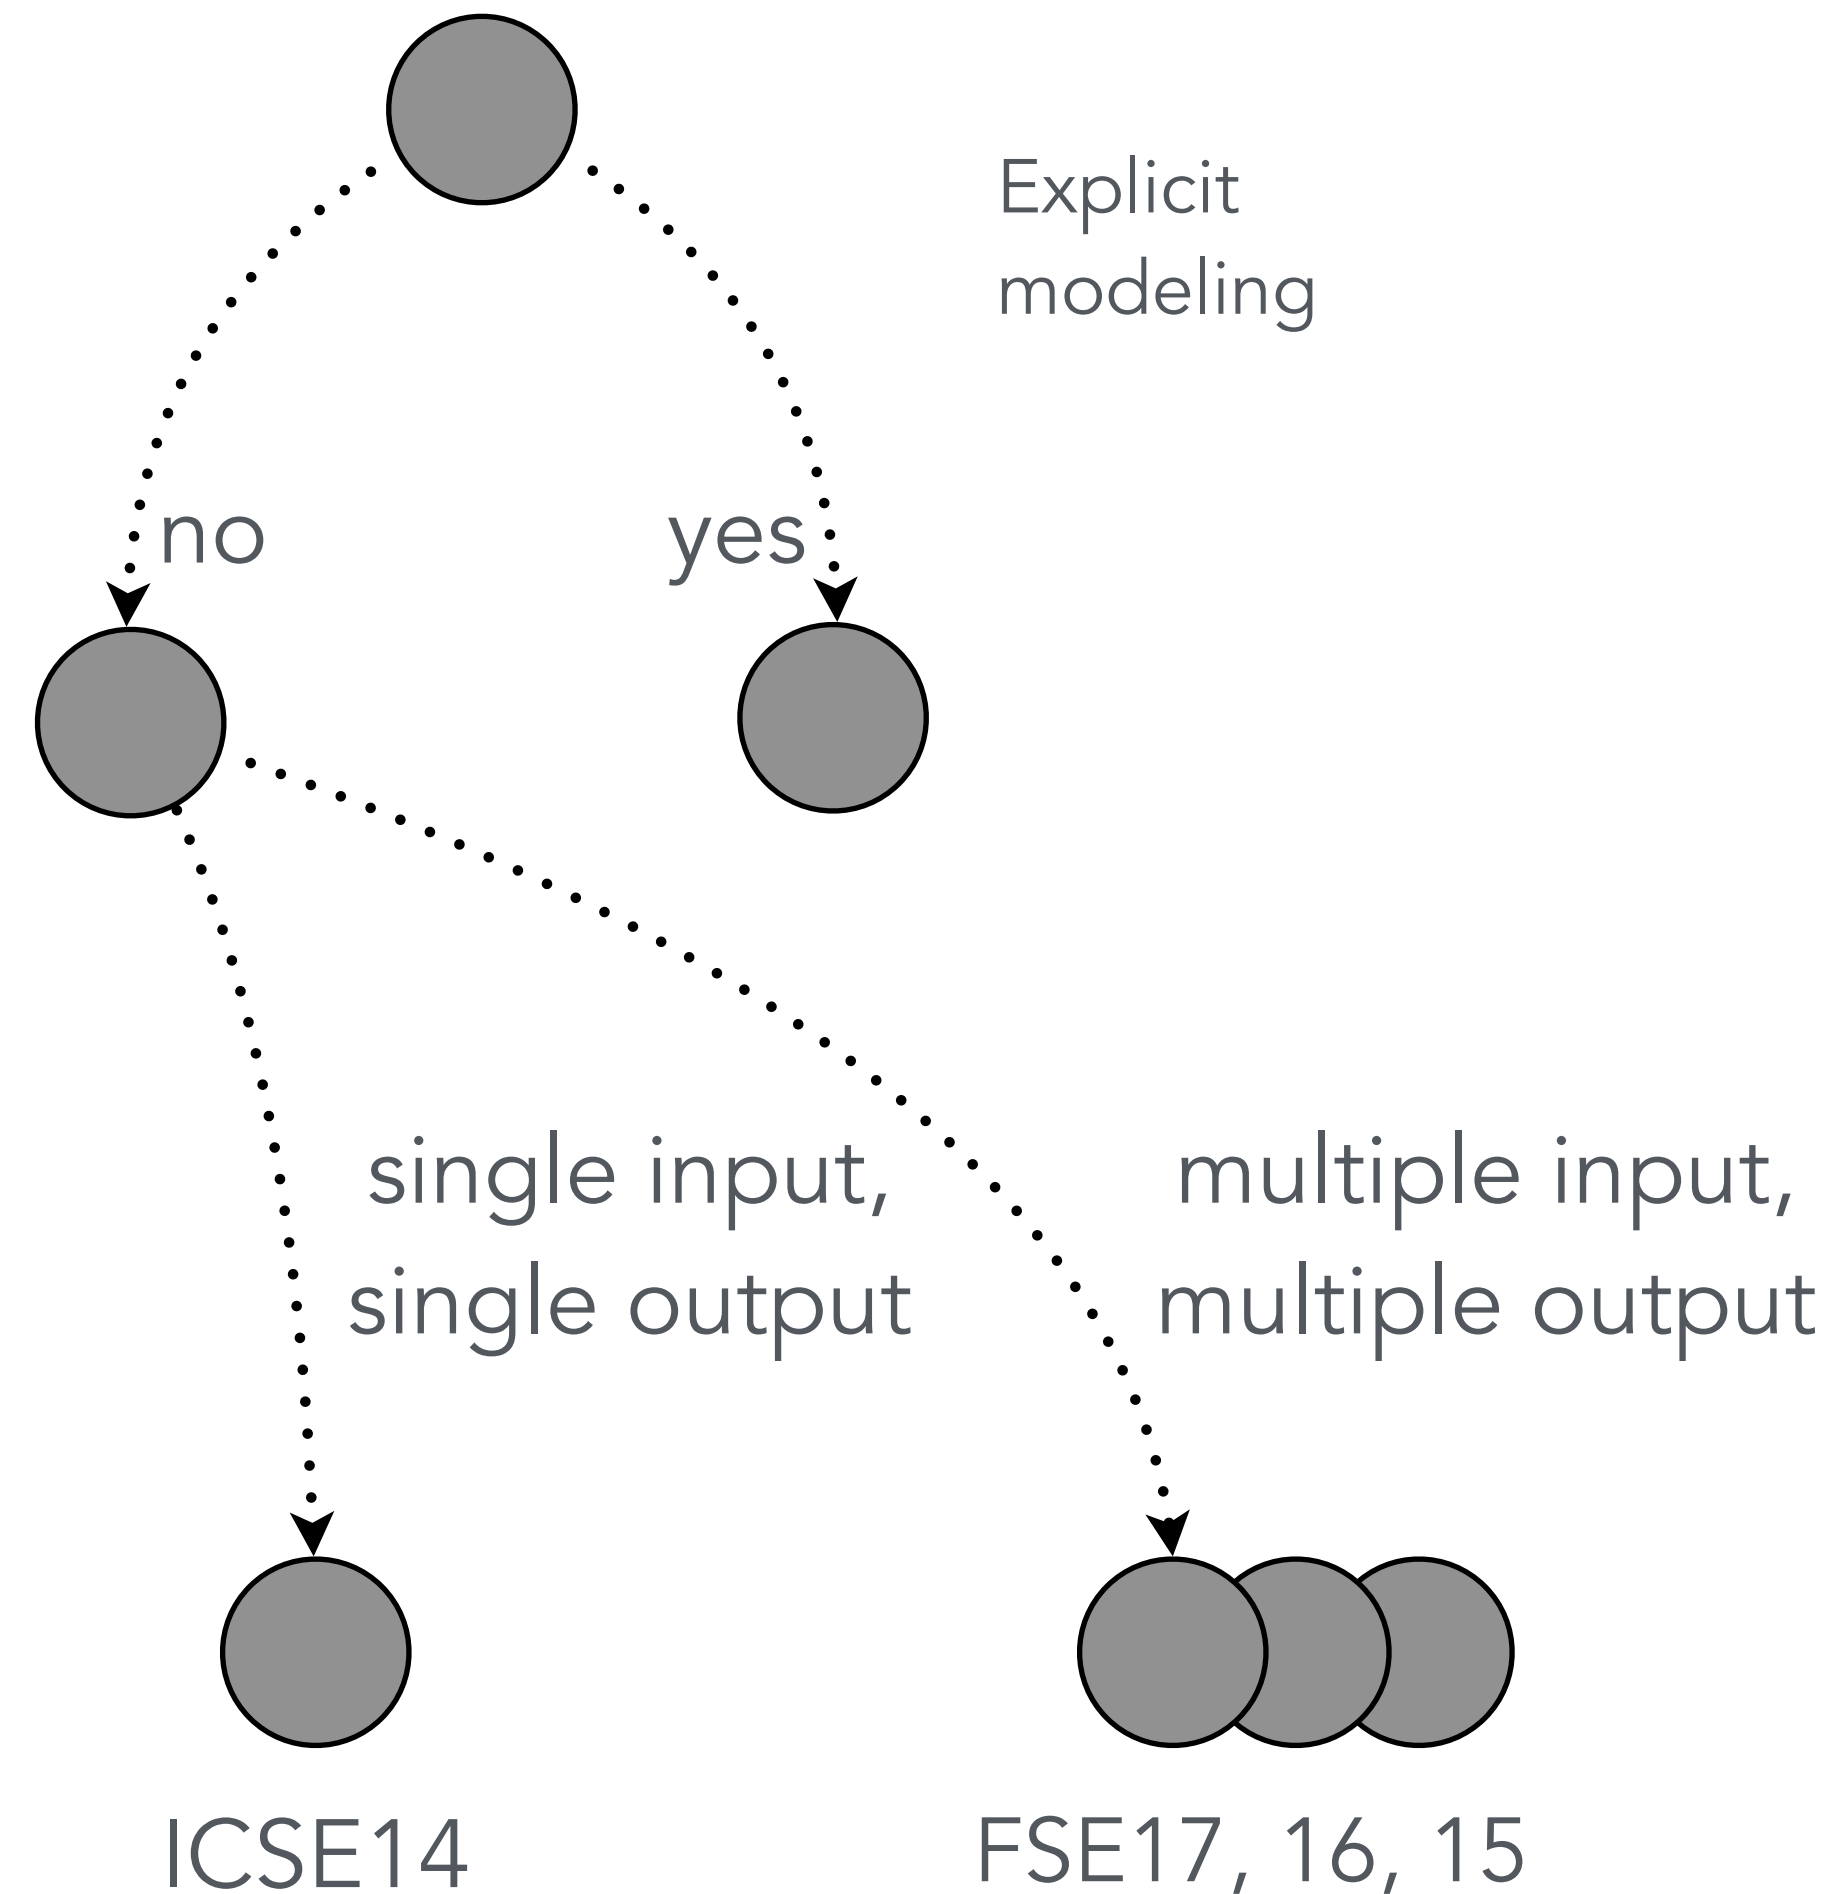 Explicit
modeling
no
yes
single input,
single output
multiple input,
multiple output
ICSE14
FSE17, 16, 15